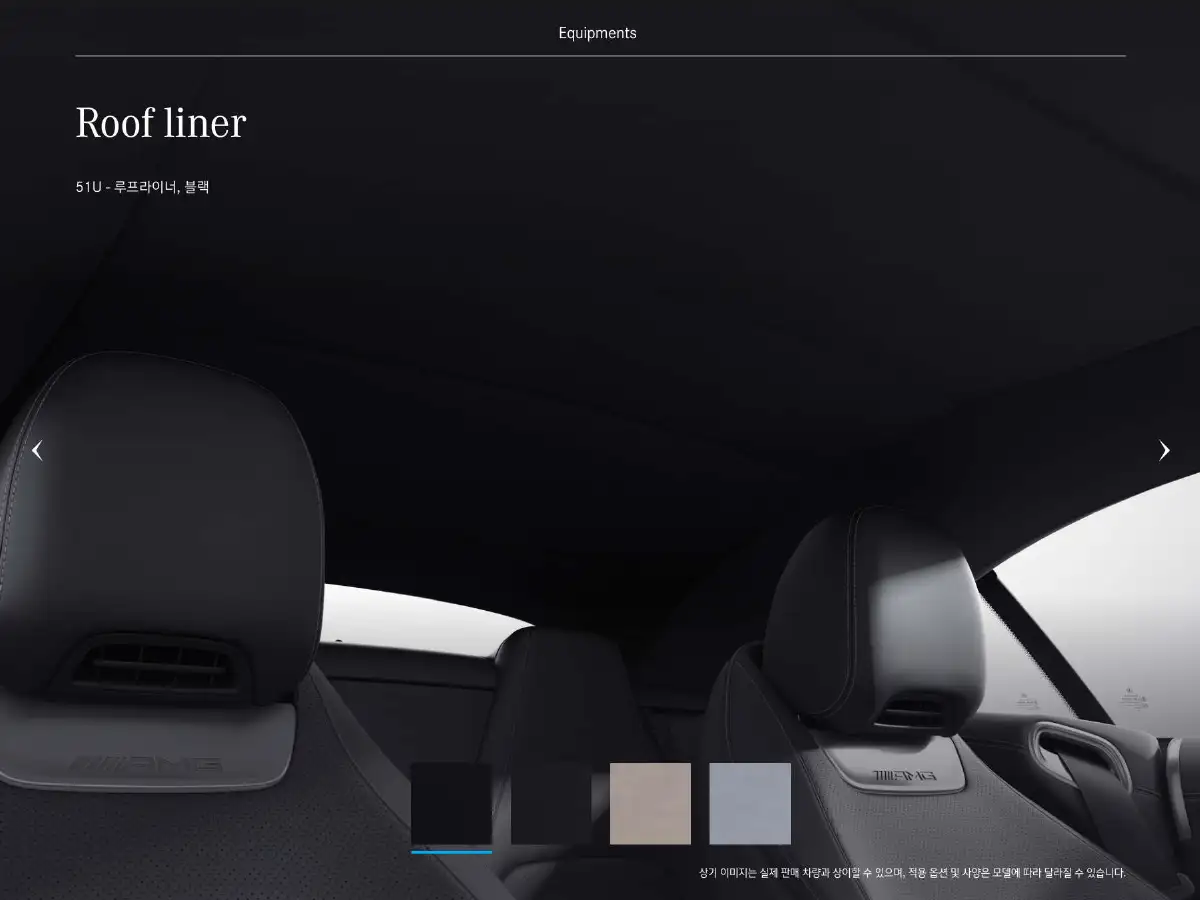 Equipments
Roof liner
51U - 루프라이너, 블랙
AMG
AMG
상기 이미지는 실제 판매 차량과 상이할 수 있으며, 적용 옵션 및 사양은 모델에 따라 달라질 수 있습니다.